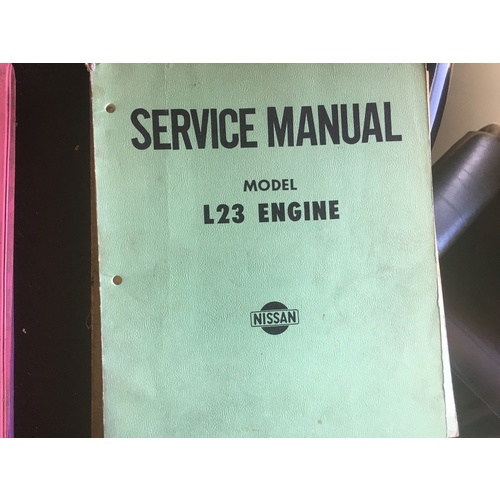 SERVICE MANUAL
MODEL
L23 ENGINE
NISSAN